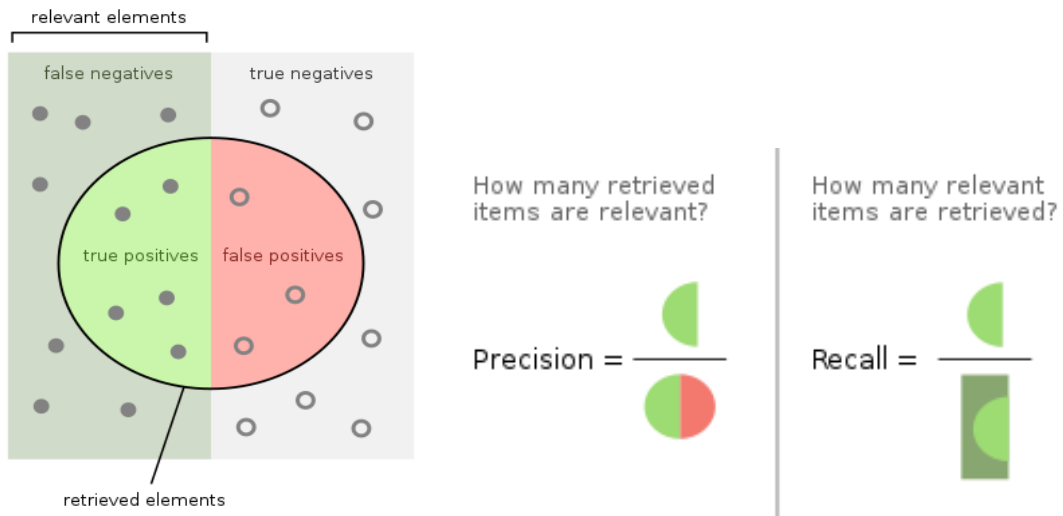 relevant elements
false negatives
true negatives
true positives
false positives
retrieved elements
How many retrieved
items are relevant?
Precision =
How many relevant
items are retrieved?
Recall =